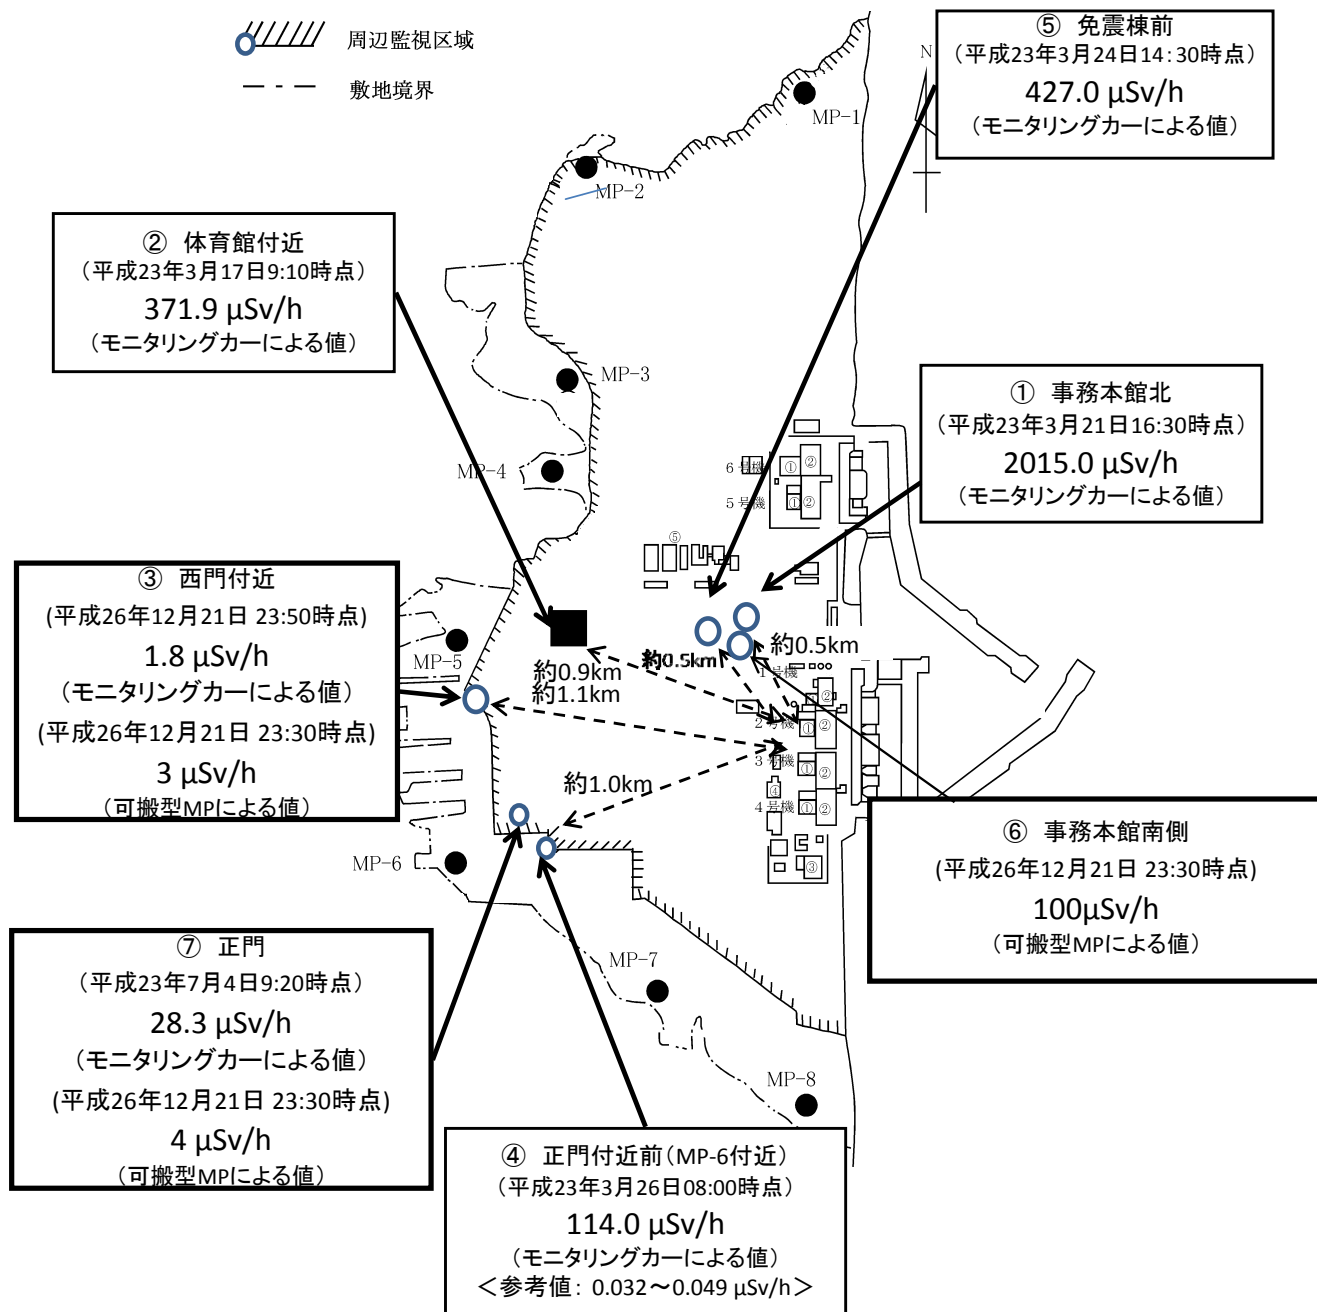 周辺監視区域
敷地境界
⑤ 免震棟前
（平成23年3月24日14:30時点）
427.0 μSv/h
（モニタリングカーによる値）
N
MP-1
MP-2
② 体育館付近
（平成23年3月17日9:10時点）
371.9 μSv/h
（モニタリングカーによる値）
MP-3
MP-4
① 事務本館北
（平成23年3月21日16:30時点）
2015.0 μSv/h
（モニタリングカーによる値）
6号機
①
②
5号機
①
②
⑤
③ 西門付近
(平成26年12月21日 23:50時点)
1.8 μSv/h
（モニタリングカーによる値）
(平成26年12月21日 23:30時点)
3 μSv/h
（可搬型MPによる値）
MP-5
約0.9km
約1.1km
約0.5km
約0.5km
1号機
②
2号機
①
②
3号機
①
②
④
4号機
①
②
③
約1.0km
MP-6
⑥ 事務本館南側
(平成26年12月21日 23:30時点)
100μSv/h
（可搬型MPによる値）
⑦ 正門
（平成23年7月4日9:20時点）
28.3 μSv/h
（モニタリングカーによる値）
(平成26年12月21日 23:30時点)
4 μSv/h
（可搬型MPによる値）
MP-7
MP-8
④ 正門付近前（MP-6付近）
（平成23年3月26日08:00時点）
114.0 μSv/h
（モニタリングカーによる値）
＜参考値: 0.032～0.049 μSv/h＞